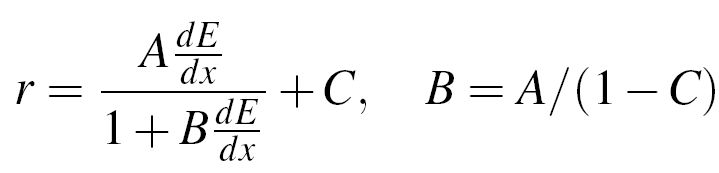 r = \frac{A\frac{dE}{dx}}{1 + B\frac{dE}{dx}} + C, \quad B = A/(1 - C)